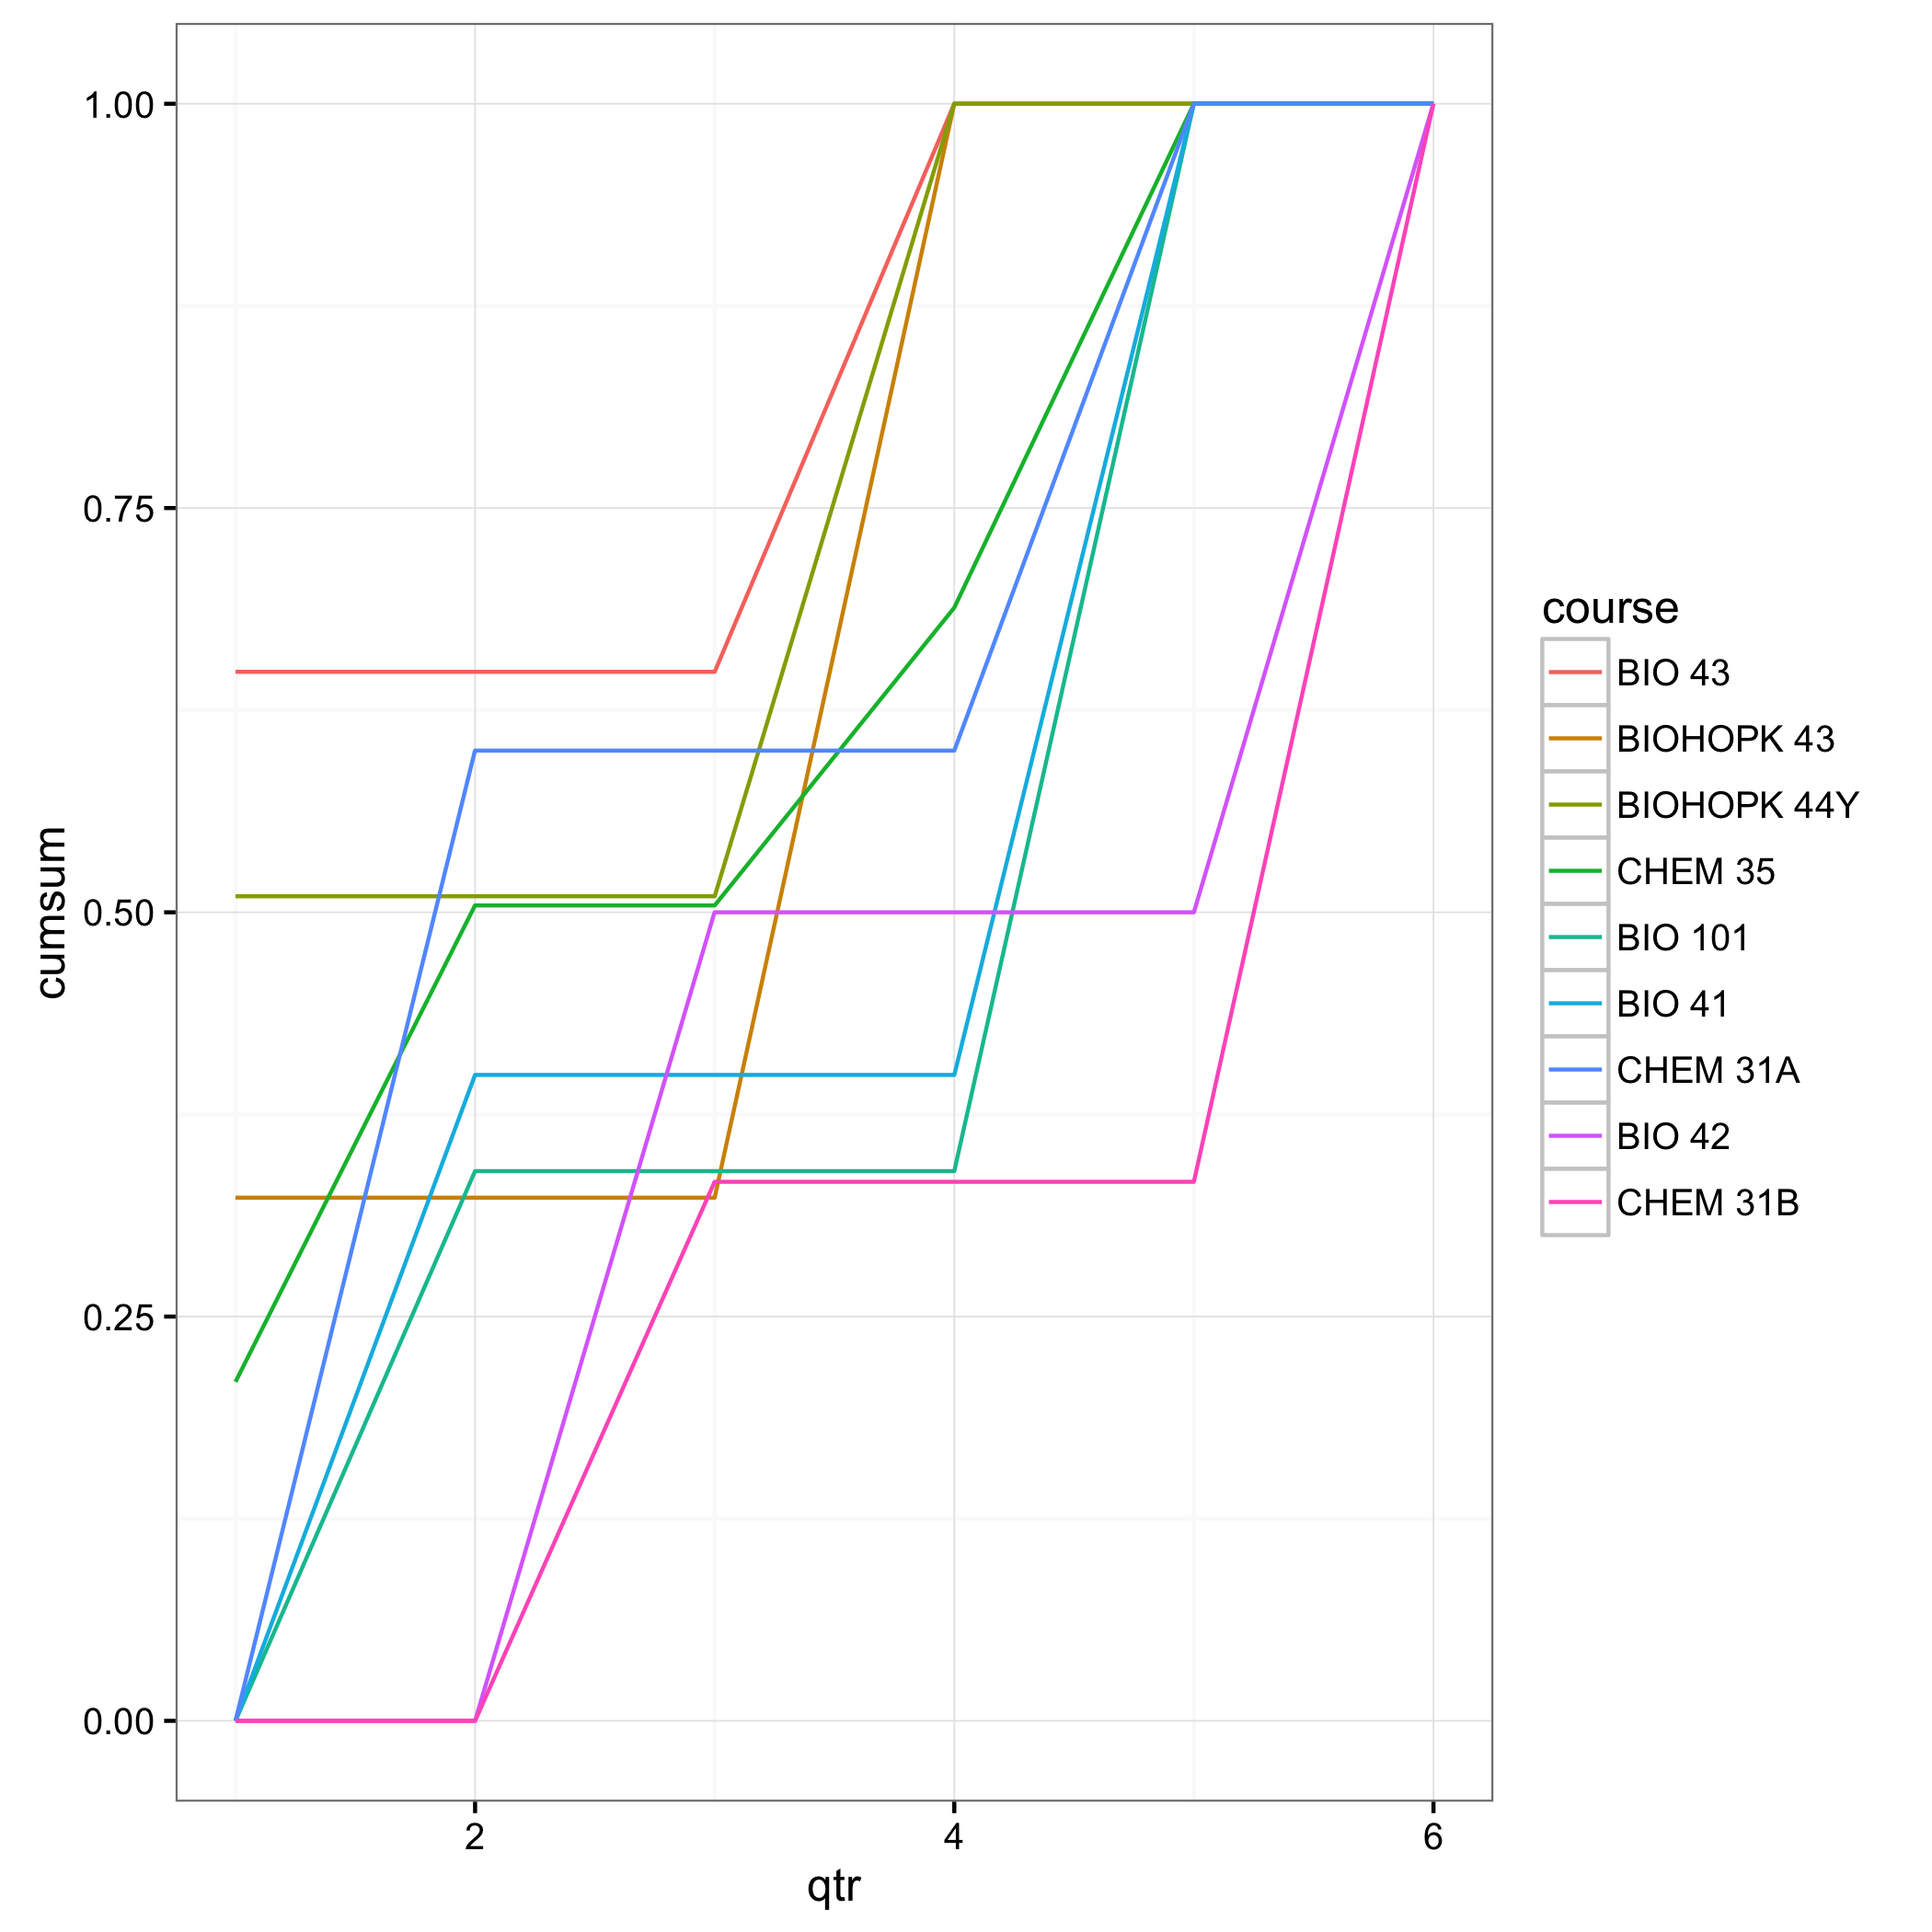 1.00
0.75
0.50
0.25
0.00
cumsum
2
4
6
qtr
course
BIO 43
BIOHOPK 43
BIOHOPK 44Y
CHEM 35
BIO 101
BIO 41
CHEM 31A
BIO 42
CHEM 31B